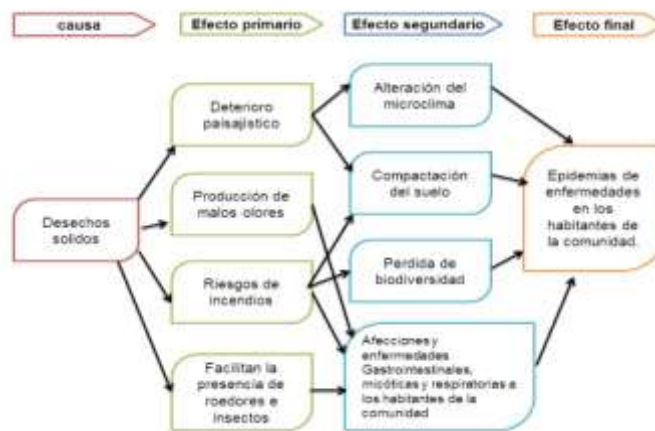 causa
Efecto primario
Efecto segundario
Efecto final
Desechos
solidos
Deterioro
paisajístico
Producción de
malos olores
Riesgos de
incendios
Facilitan la
presencia de
roedores e
insectos
Alteración del
microclima
Compactación
del suelo
Perdida de
biodiversidad
Afecciones y
enfermedades
Gastrointestinales,
micóticas y respiratorias a
los habitantes de la
comunidad
Epidemias de
enfermedades
en los
habitantes de
la comunidad.